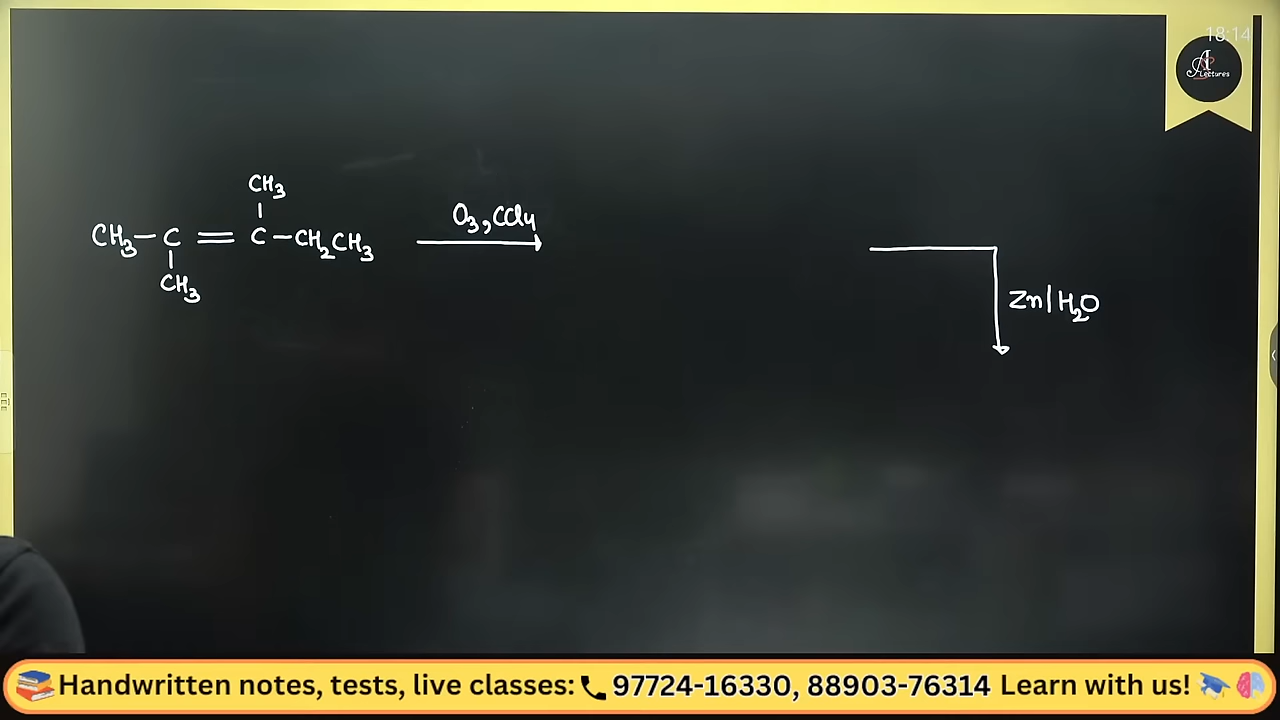 18:14
A Lectures
CH3
O3, CCl4
CH3-C=C-CH2CH3
CH3
Zn|H2O
Handwritten notes, tests, live classes: 97724-16330, 88903-76314 Learn with us!